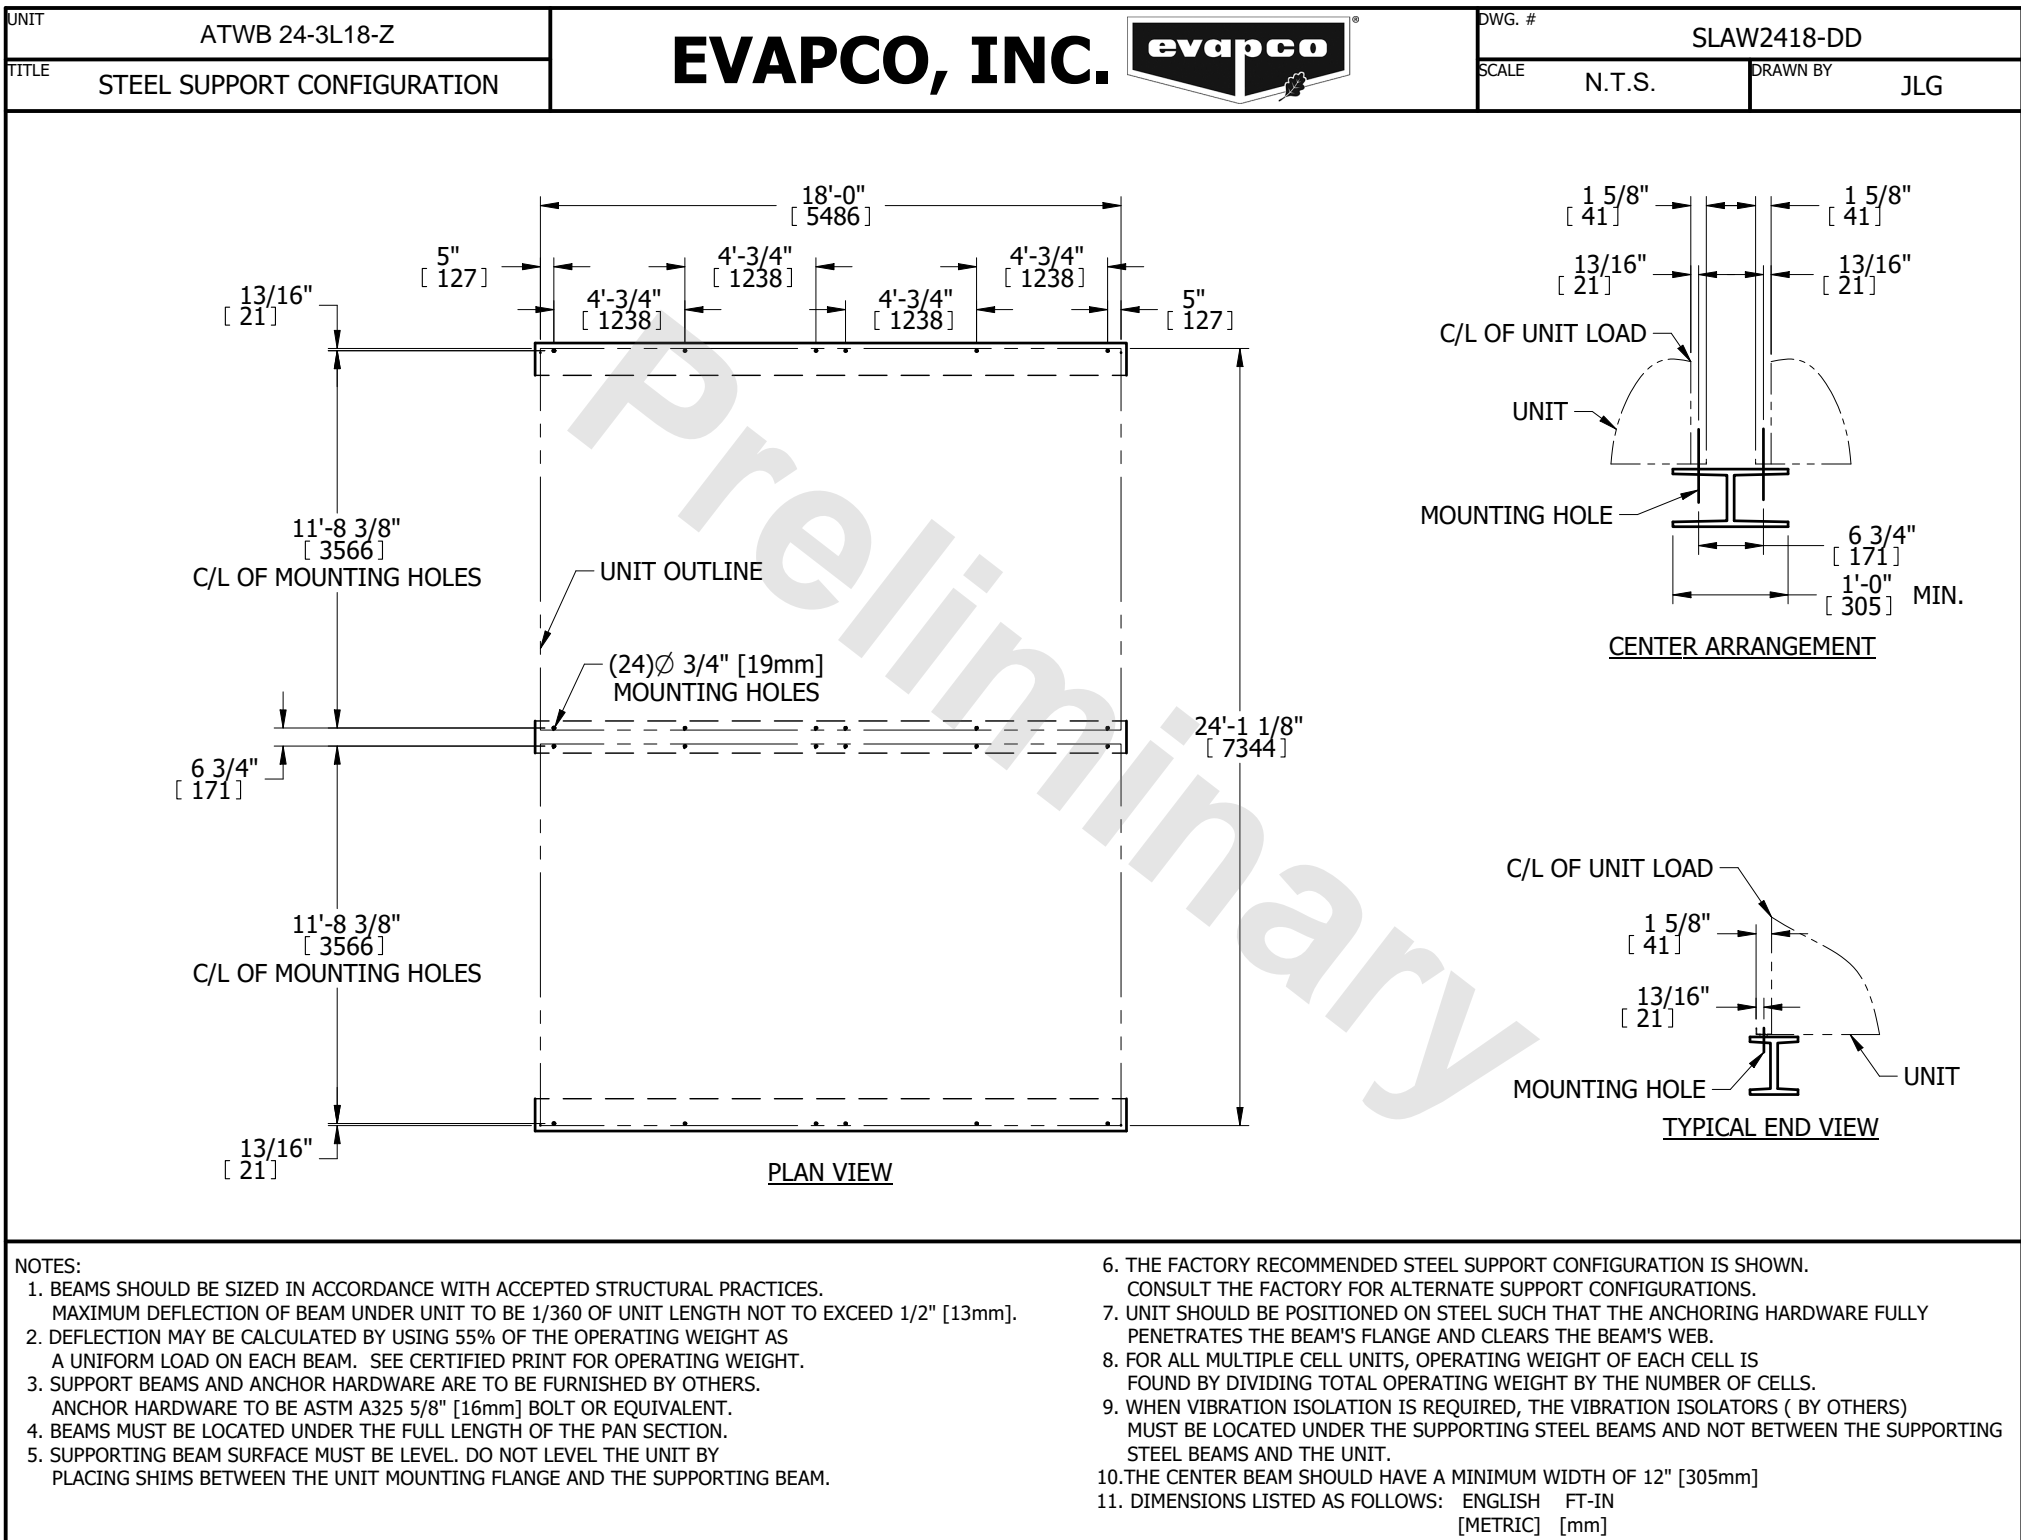 UNIT
ATWB 24-3L18-Z
TITLE
STEEL SUPPORT CONFIGURATION
EVAPCO, INC.
evapco
®
DWG. #
SLAW2418-DD
SCALE
N.T.S.
DRAWN BY
JLG
18'-0"
[ 5486 ]
5"
[ 127 ]
4'-3/4"
[ 1238 ]
4'-3/4"
[ 1238 ]
13/16"
[ 21 ]
4'-3/4"
[ 1238 ]
4'-3/4"
[ 1238 ]
5"
[ 127 ]
11'-8 3/8"
[ 3566 ]
C/L OF MOUNTING HOLES
UNIT OUTLINE
(24)∅ 3/4" [19mm]
MOUNTING HOLES
6 3/4"
[ 171 ]
24'-1 1/8"
[ 7344 ]
11'-8 3/8"
[ 3566 ]
C/L OF MOUNTING HOLES
13/16"
[ 21 ]
PLAN VIEW
Preliminary
1 5/8"
[ 41 ]
1 5/8"
[ 41 ]
13/16"
[ 21 ]
13/16"
[ 21 ]
C/L OF UNIT LOAD
UNIT
MOUNTING HOLE
6 3/4"
[ 171 ]
1'-0"
[ 305 ]
MIN.
CENTER ARRANGEMENT
C/L OF UNIT LOAD
1 5/8"
[ 41 ]
13/16"
[ 21 ]
MOUNTING HOLE
UNIT
TYPICAL END VIEW
NOTES:
1. BEAMS SHOULD BE SIZED IN ACCORDANCE WITH ACCEPTED STRUCTURAL PRACTICES.
MAXIMUM DEFLECTION OF BEAM UNDER UNIT TO BE 1/360 OF UNIT LENGTH NOT TO EXCEED 1/2" [13mm].
2. DEFLECTION MAY BE CALCULATED BY USING 55% OF THE OPERATING WEIGHT AS
A UNIFORM LOAD ON EACH BEAM. SEE CERTIFIED PRINT FOR OPERATING WEIGHT.
3. SUPPORT BEAMS AND ANCHOR HARDWARE ARE TO BE FURNISHED BY OTHERS.
ANCHOR HARDWARE TO BE ASTM A325 5/8" [16mm] BOLT OR EQUIVALENT.
4. BEAMS MUST BE LOCATED UNDER THE FULL LENGTH OF THE PAN SECTION.
5. SUPPORTING BEAM SURFACE MUST BE LEVEL. DO NOT LEVEL THE UNIT BY
PLACING SHIMS BETWEEN THE UNIT MOUNTING FLANGE AND THE SUPPORTING BEAM.
6. THE FACTORY RECOMMENDED STEEL SUPPORT CONFIGURATION IS SHOWN.
CONSULT THE FACTORY FOR ALTERNATE SUPPORT CONFIGURATIONS.
7. UNIT SHOULD BE POSITIONED ON STEEL SUCH THAT THE ANCHORING HARDWARE FULLY
PENETRATES THE BEAM'S FLANGE AND CLEARS THE BEAM'S WEB.
8. FOR ALL MULTIPLE CELL UNITS, OPERATING WEIGHT OF EACH CELL IS
FOUND BY DIVIDING TOTAL OPERATING WEIGHT BY THE NUMBER OF CELLS.
9. WHEN VIBRATION ISOLATION IS REQUIRED, THE VIBRATION ISOLATORS ( BY OTHERS)
MUST BE LOCATED UNDER THE SUPPORTING STEEL BEAMS AND NOT BETWEEN THE SUPPORTING
STEEL BEAMS AND THE UNIT.
10.THE CENTER BEAM SHOULD HAVE A MINIMUM WIDTH OF 12" [305mm]
11. DIMENSIONS LISTED AS FOLLOWS: ENGLISH FT-IN
[METRIC] [mm]